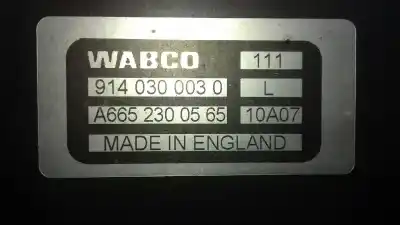 WABCO 111
914 030 003 0 L
A665 230 05 65 10A07
MADE IN ENGLAND